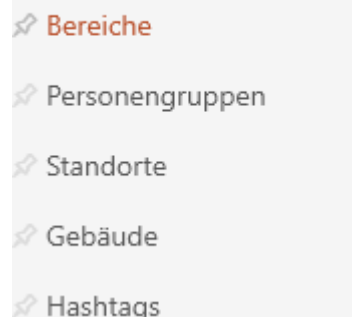 Bereiche
Personengruppen
Standorte
Gebäude
Hashtags